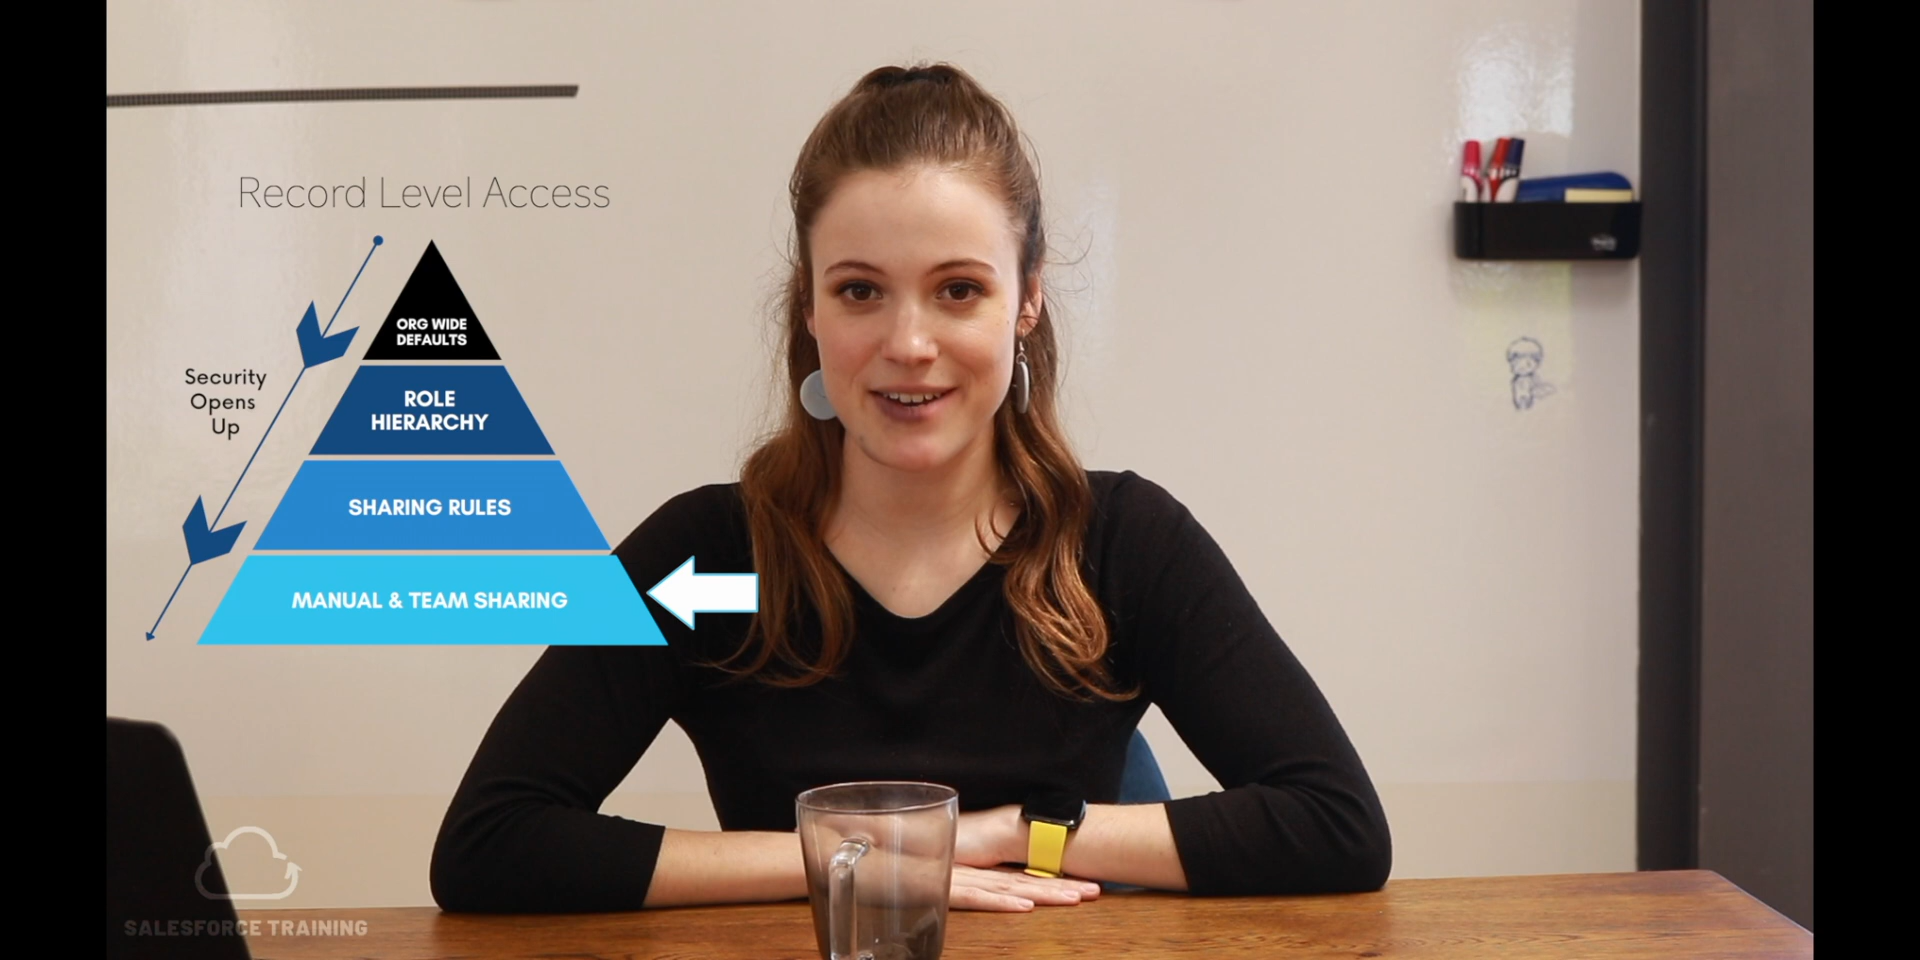 Record Level Access
ORG WIDE
DEFAULTS
ROLE
HIERARCHY
Security
Opens
Up
SHARING RULES
MANUAL & TEAM SHARING
SALESFORCE TRAINING